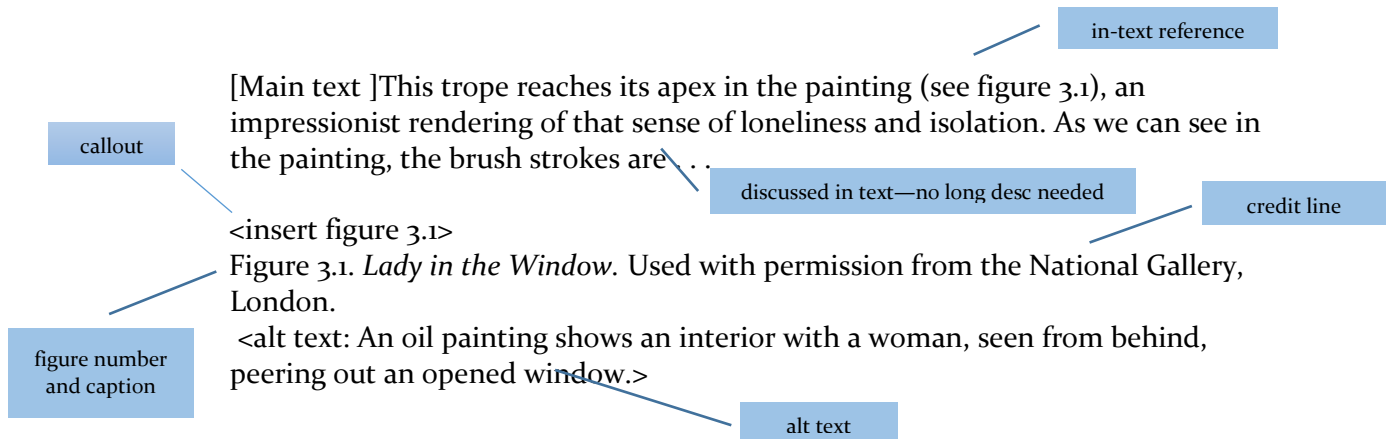 in-text reference
[Main text ]This trope reaches its apex in the painting (see figure 3.1), an
impressionist rendering of that sense of loneliness and isolation. As we can see in
the painting, the brush strokes are . . .
callout
discussed in text—no long desc needed
credit line
<insert figure 3.1>
Figure 3.1. Lady in the Window. Used with permission from the National Gallery,
London.
<alt text: An oil painting shows an interior with a woman, seen from behind,
peering out an opened window.>
figure number
and caption
alt text